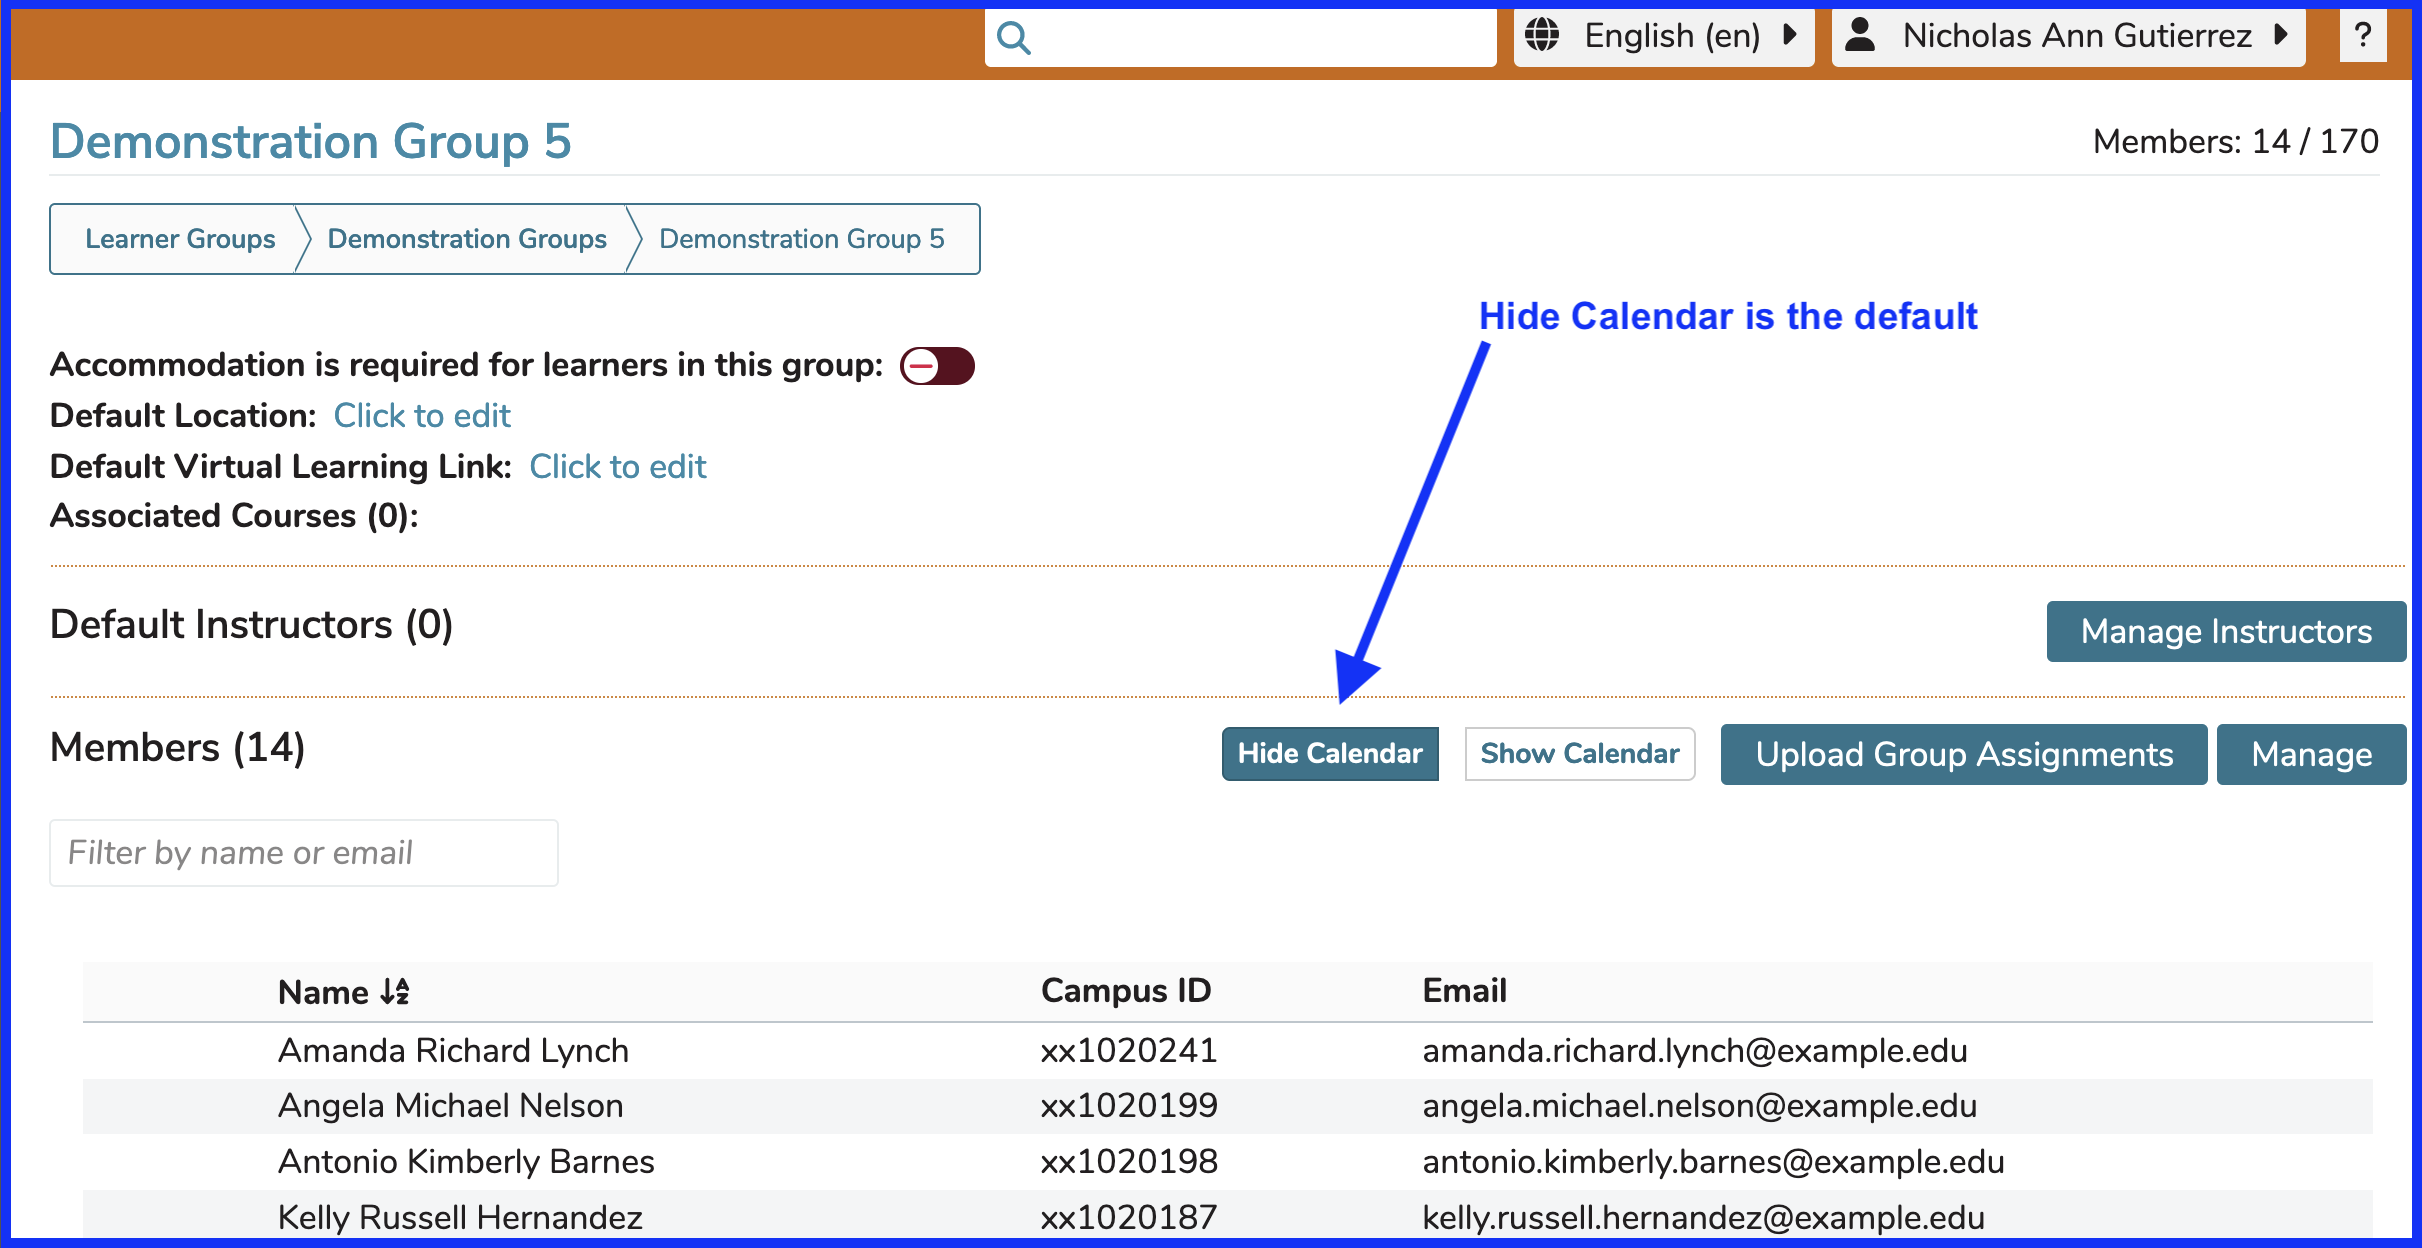 English (en)
Nicholas Ann Gutierrez
?
Demonstration Group 5
Members: 14 / 170
Learner Groups
Demonstration Groups
Demonstration Group 5
Hide Calendar is the default
Accommodation is required for learners in this group:
Default Location: Click to edit
Default Virtual Learning Link: Click to edit
Associated Courses (0):
Default Instructors (0)
Manage Instructors
Members (14)
Hide Calendar
Show Calendar
Upload Group Assignments
Manage
Filter by name or email
Name Campus ID Email
Amanda Richard Lynch xx1020241 amanda.richard.lynch@example.edu
Angela Michael Nelson xx1020199 angela.michael.nelson@example.edu
Antonio Kimberly Barnes xx1020198 antonio.kimberly.barnes@example.edu
Kelly Russell Hernandez xx1020187 kelly.russell.hernandez@example.edu